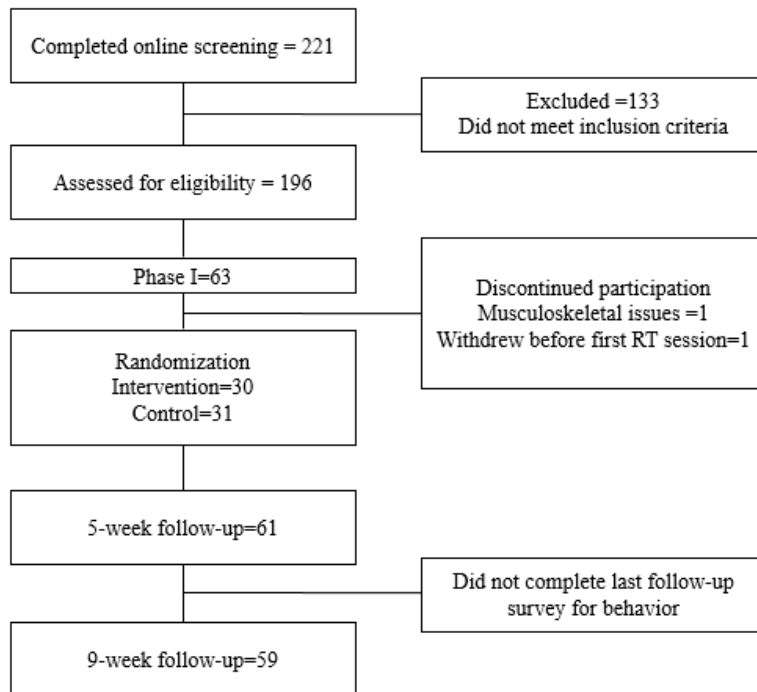 Completed online screening = 221
Excluded =133
Did not meet inclusion criteria
Assessed for eligibility = 196
Phase I=63
Discontinued participation
Musculoskeletal issues =1
Withdrew before first RT session=1
Randomization
Intervention=30
Control=31
5-week follow-up=61
Did not complete last follow-up
survey for behavior
9-week follow-up=59